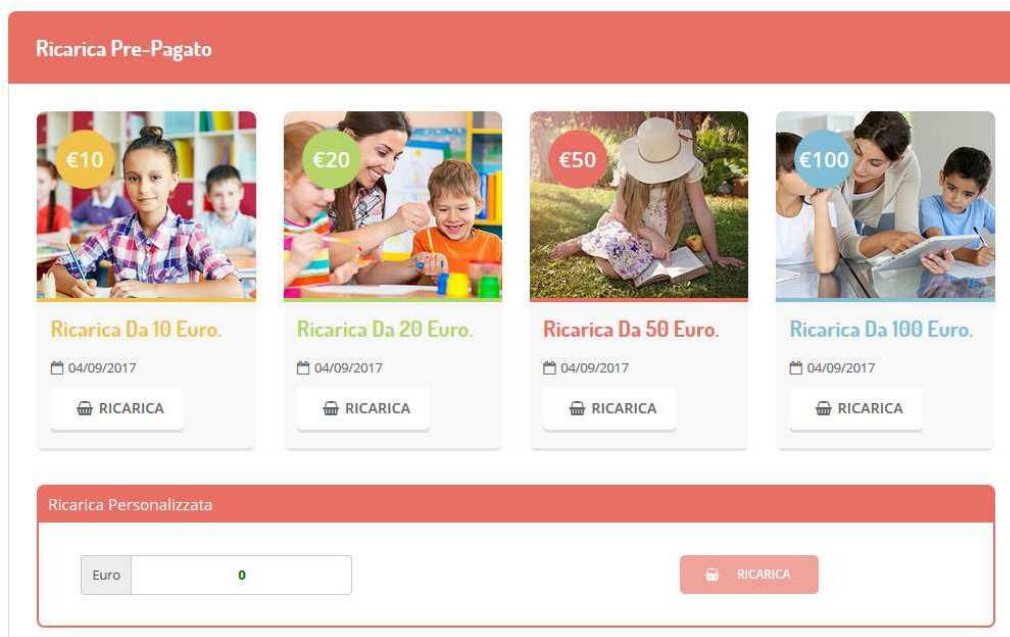 Ricarica Pre-Pagato
€10
€20
€50
€100
Ricarica Da 10 Euro.
Ricarica Da 20 Euro.
Ricarica Da 50 Euro.
Ricarica Da 100 Euro.
04/09/2017
04/09/2017
04/09/2017
04/09/2017
RICARICA
RICARICA
RICARICA
RICARICA
Ricarica Personalizzata
Euro
0
RICARICA